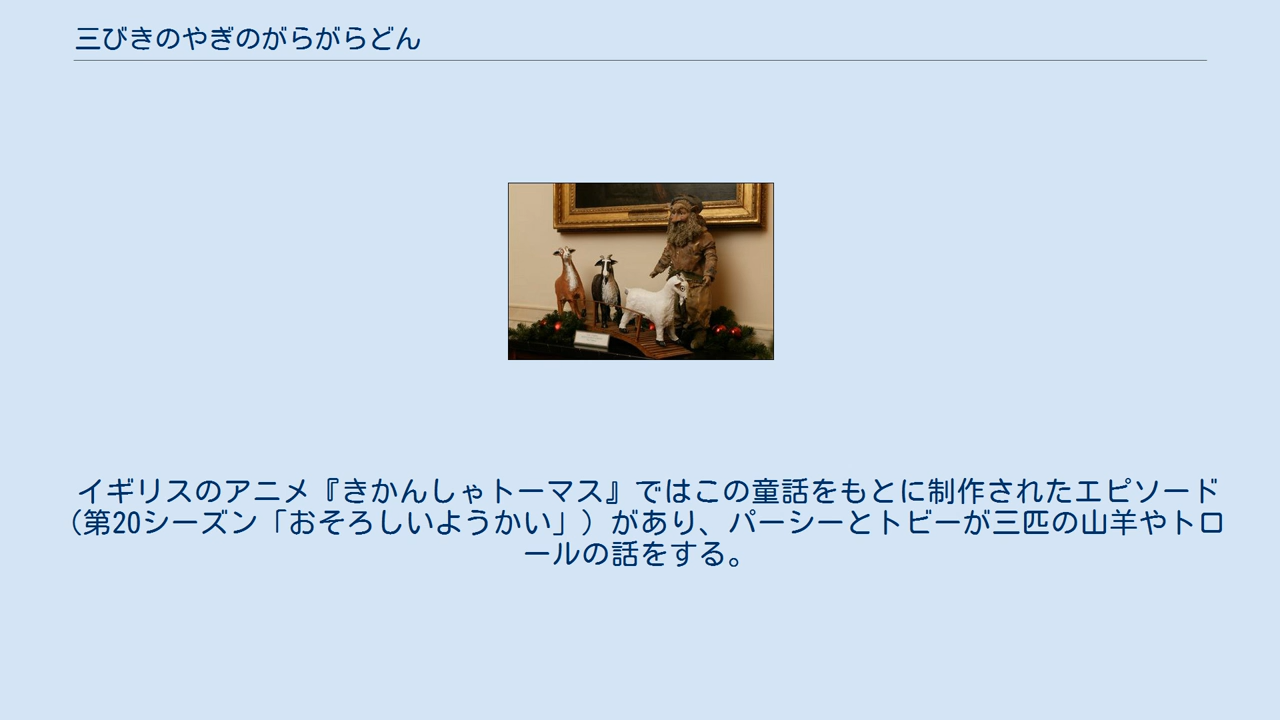 三びきのやぎのがらがらどん
イギリスのアニメ『きかんしゃトーマス』ではこの童話をもとに制作されたエピソード
（第20シーズン「おそろしいようかい」）があり、パーシーとトビーが三匹の山羊やトロ
ールの話をする。